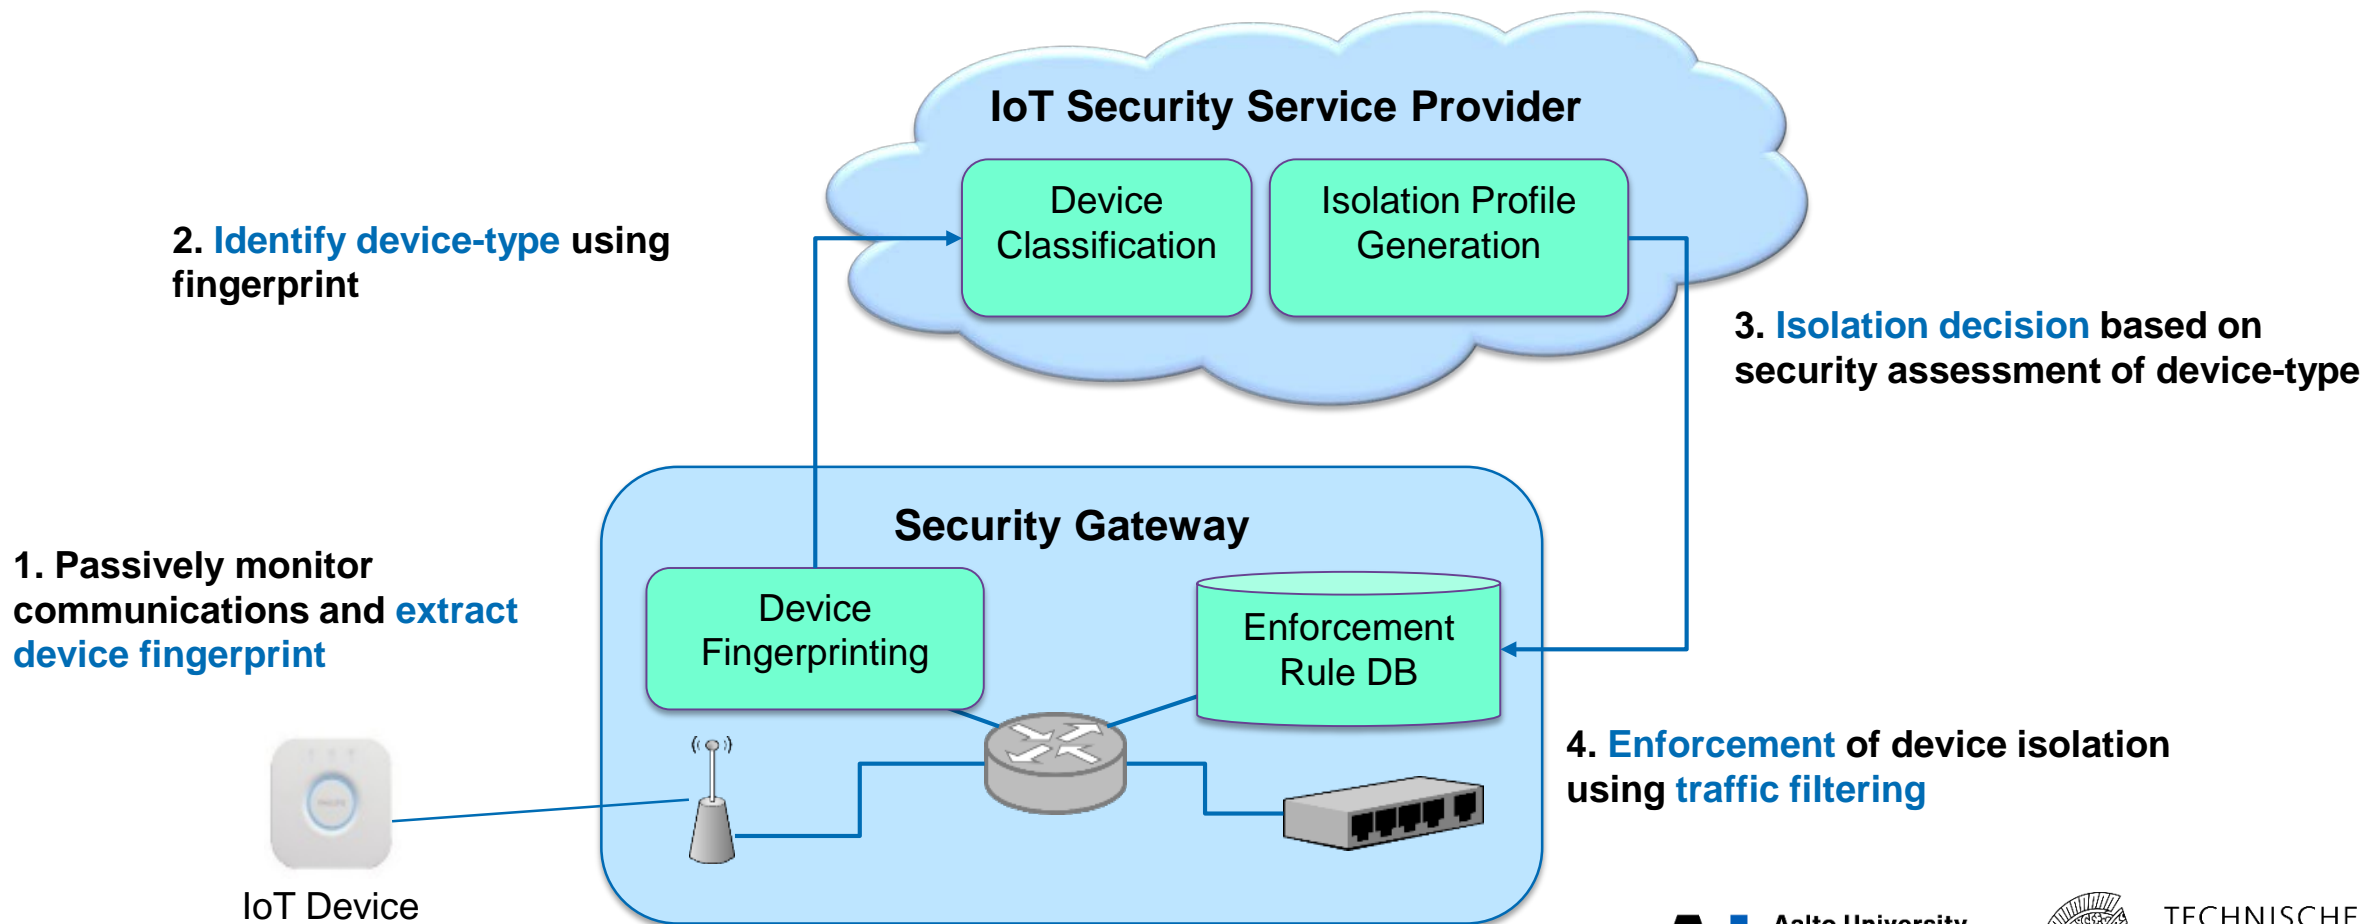 IoT Security Service Provider
Device
Classification
Isolation Profile
Generation
2. Identify device-type using
fingerprint
3. Isolation decision based on
security assessment of device-type
Security Gateway
1. Passively monitor
communications and extract
device fingerprint
Device
Fingerprinting
Enforcement
Rule DB
4. Enforcement of device isolation
using traffic filtering
IoT Device
Aalto University
TECHNISCHE